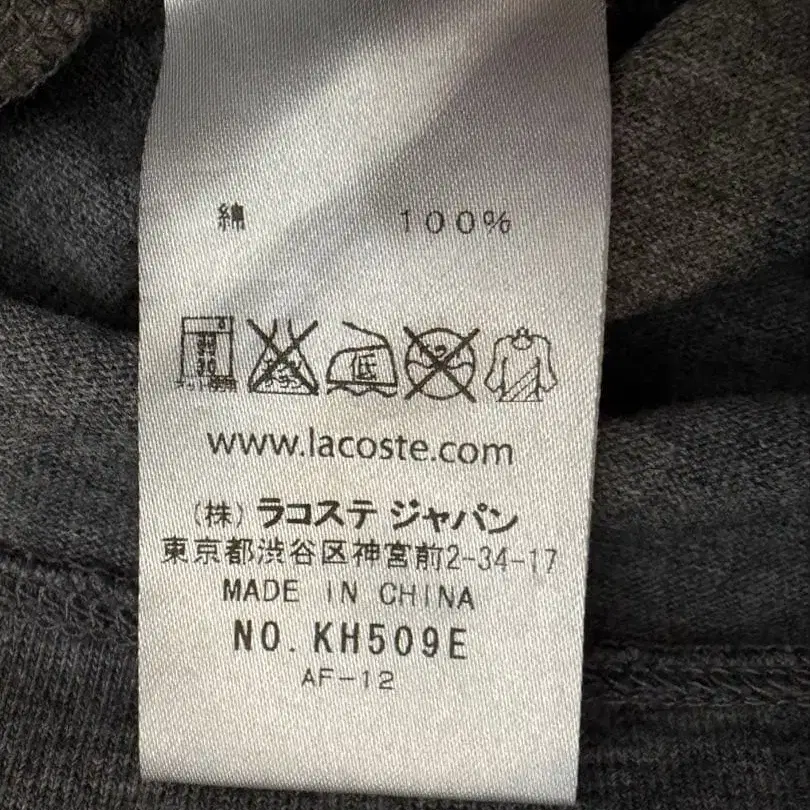 綿 100%
低
www.lacoste.com
(株) ラコステ ジャパン
東京都渋谷区神宮前2-34-17
MADE IN CHINA
NO. KH509E
AF-12